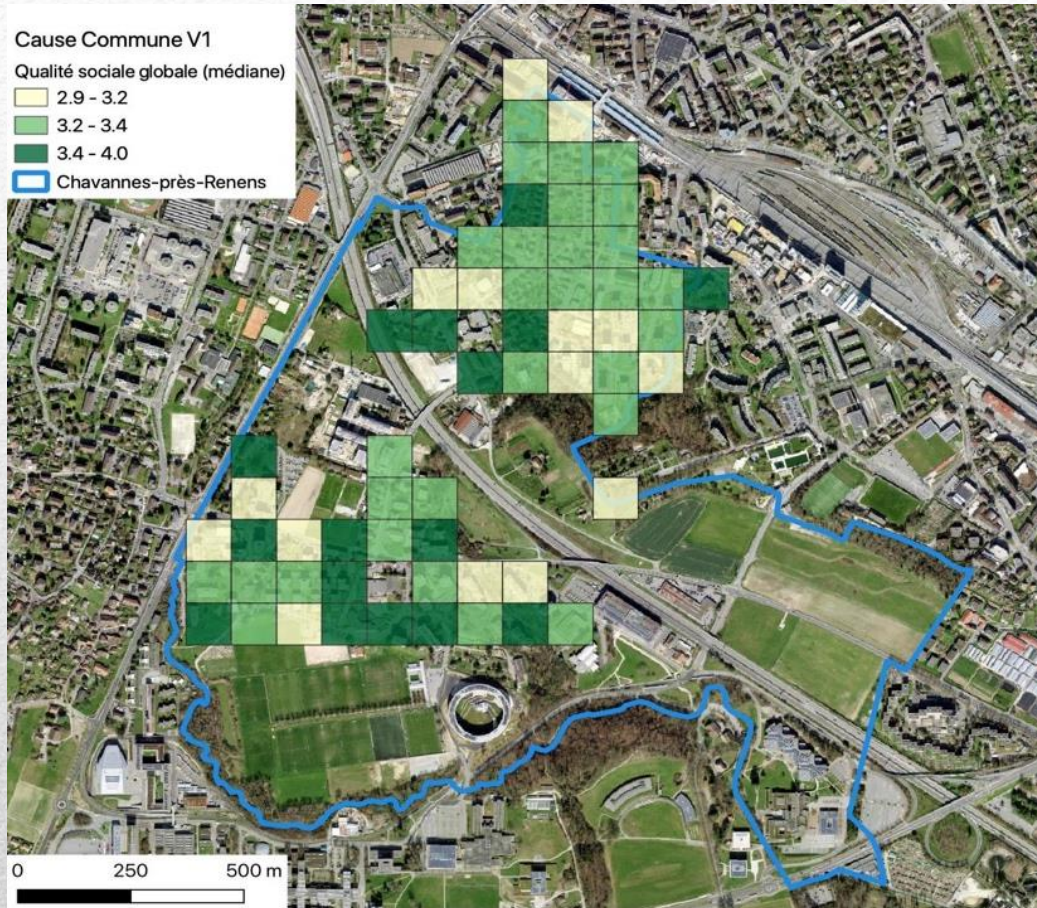 Cause Commune V1
Qualité sociale globale (médiane)
2.9 - 3.2
3.2 - 3.4
3.4 - 4.0
Chavannes-près-Renens
0 250 500 m